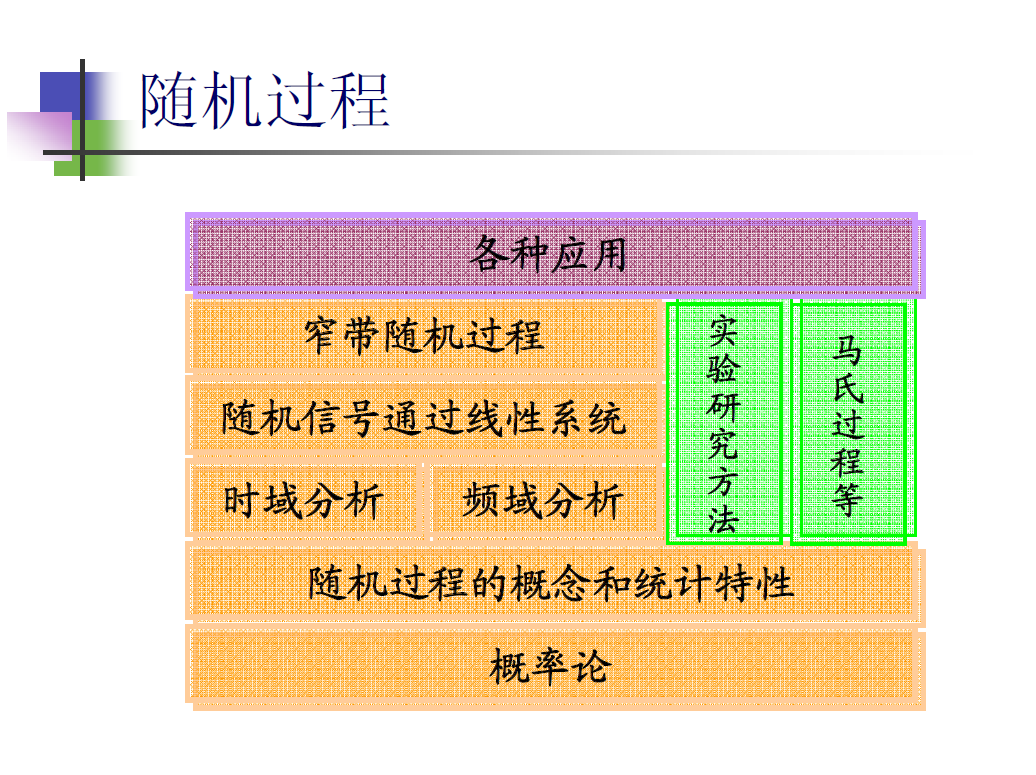 随机过程
各种应用
窄带随机过程
随机信号通过线性系统
时域分析
频域分析
实验研究方法
马氏过程等
随机过程的概念和统计特性
概率论